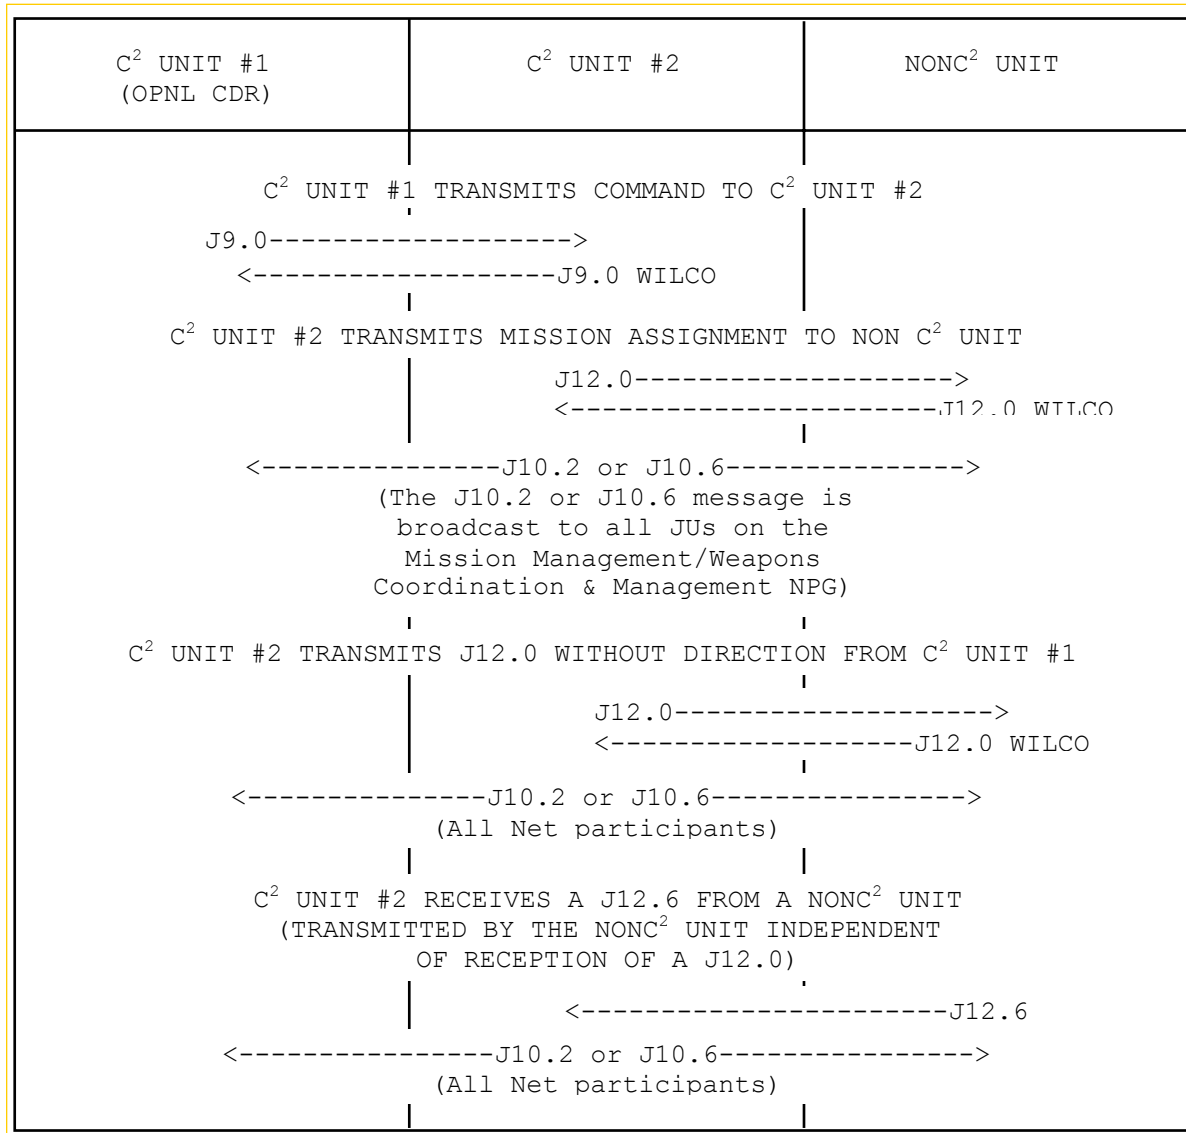 C² UNIT #1
(OPNL CDR)
C² UNIT #2
NONC² UNIT
C² UNIT #1 TRANSMITS COMMAND TO C² UNIT #2
J9.0------------------->
<-------------------J9.0 WILCO
C² UNIT #2 TRANSMITS MISSION ASSIGNMENT TO NON C² UNIT
J12.0-------------------->
<-----------------------J12.0 WILCO
<---------------J10.2 or J10.6--------------->
(The J10.2 or J10.6 message is
broadcast to all JUs on the
Mission Management/Weapons
Coordination & Management NPG)
C² UNIT #2 TRANSMITS J12.0 WITHOUT DIRECTION FROM C² UNIT #1
J12.0-------------------->
<-------------------J12.0 WILCO
<---------------J10.2 or J10.6---------------->
(All Net participants)
C² UNIT #2 RECEIVES A J12.6 FROM A NONC² UNIT
(TRANSMITTED BY THE NONC² UNIT INDEPENDENT
OF RECEPTION OF A J12.0)
<-----------------------J12.6
<----------------J10.2 or J10.6---------------->
(All Net participants)